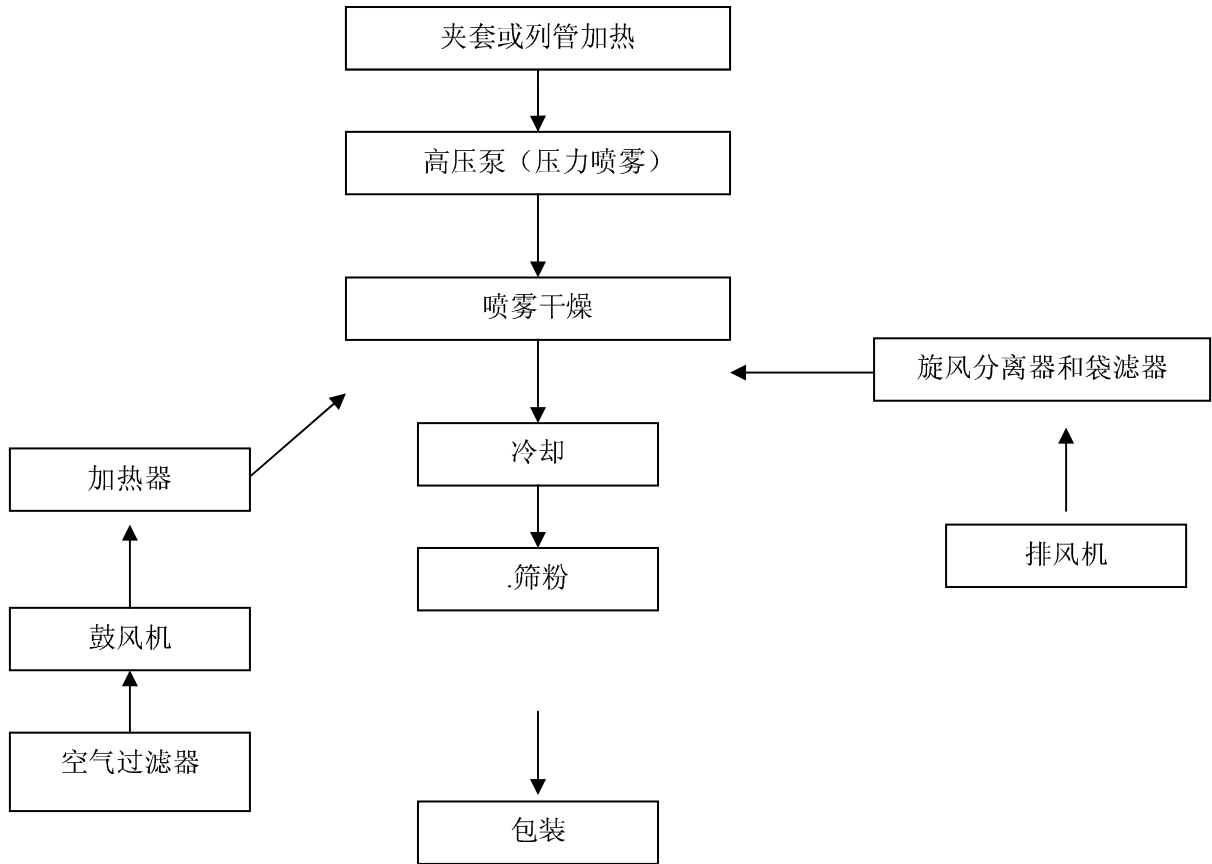 夹套或列管加热
高压泵（压力喷雾）
喷雾干燥
旋风分离器和袋滤器
冷却
加热器
排风机
.筛粉
鼓风机
空气过滤器
包装